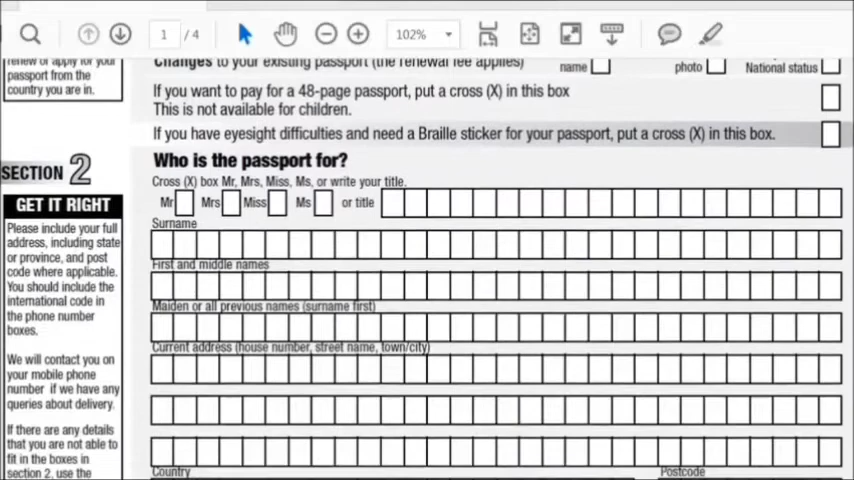 1 / 4
102%
renew or apply for your
passport from the
country you are in.
Changes to your existing passport (the renewal fee applies)
name
photo
National status
If you want to pay for a 48-page passport, put a cross (X) in this box
This is not available for children.
If you have eyesight difficulties and need a Braille sticker for your passport, put a cross (X) in this box.
SECTION 2
GET IT RIGHT
Please include your full
address, including state
or province, and post
code where applicable.
You should include the
international code in
the phone number
boxes.
We will contact you on
your mobile phone
number if we have any
queries about delivery.
If there are any details
that you are not able to
fit in the boxes in
section 2, use the
Who is the passport for?
Cross (X) box Mr, Mrs, Miss, Ms, or write your title.
Mr Mrs Miss Ms or title
Surname
First and middle names
Maiden or all previous names (surname first)
Current address (house number, street name, town/city)
Country Postcode